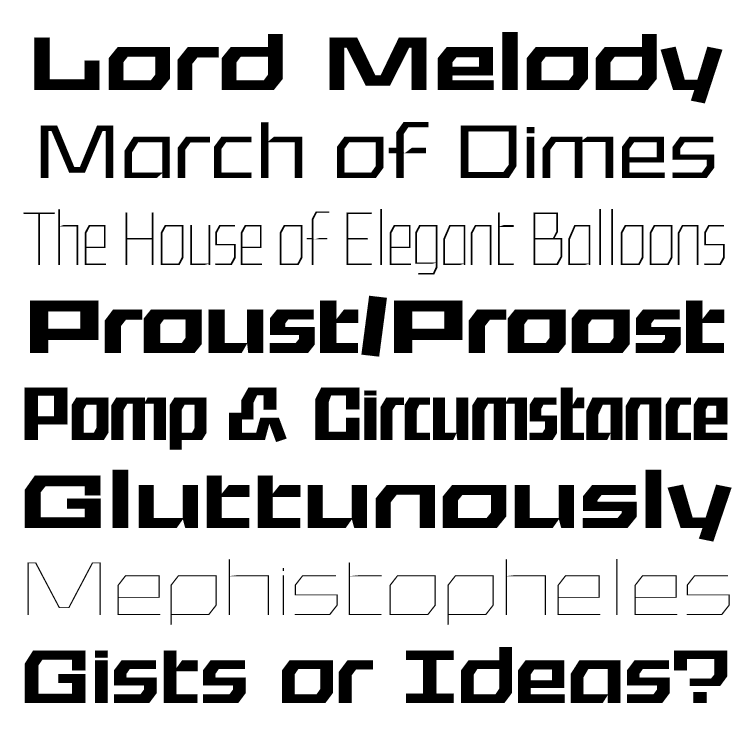 Lord Melody
March of Dimes
The House of Elegant Balloons
Proust/Proost
Pomp & Circumstance
Gluttunously
Mephistopheles
Gists or Ideas?